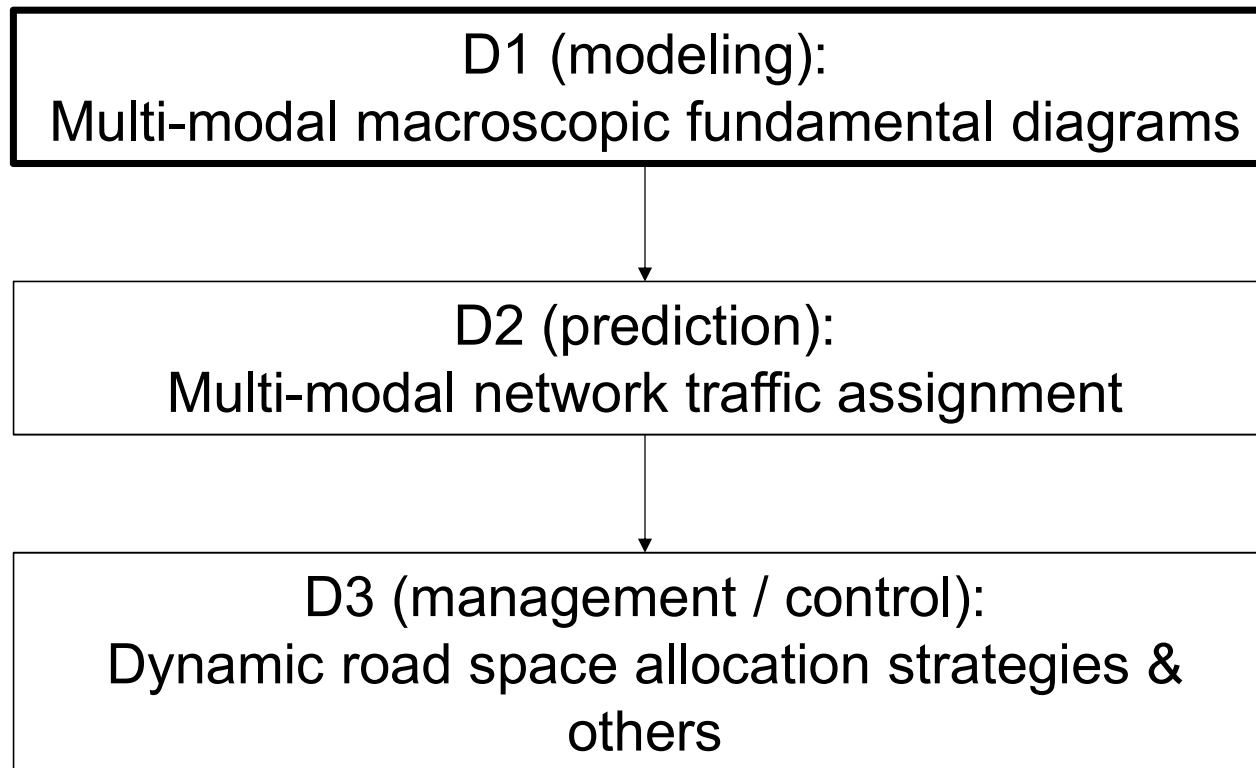 D1 (modeling):
Multi-modal macroscopic fundamental diagrams
D2 (prediction):
Multi-modal network traffic assignment
D3 (management / control):
Dynamic road space allocation strategies &
others